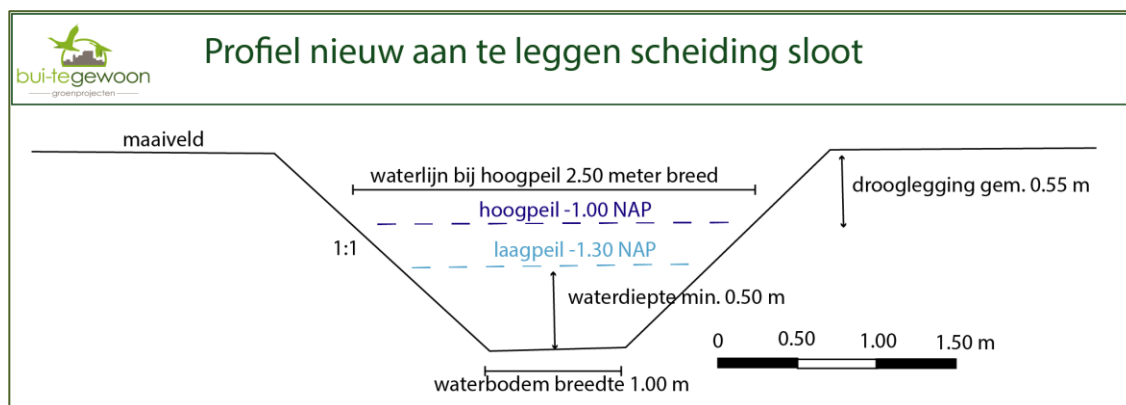 Profiel nieuw aan te leggen scheiding sloot
bui-tegewoon
groenprojecten
maaiveld
waterlijn bij hoogpeil 2.50 meter breed
drooglegging gem. 0.55 m
hoogpeil -1.00 NAP
1:1
laagpeil -1.30 NAP
waterdiepte min. 0.50 m
0 0.50 1.00 1.50 m
waterbodem breedte 1.00 m